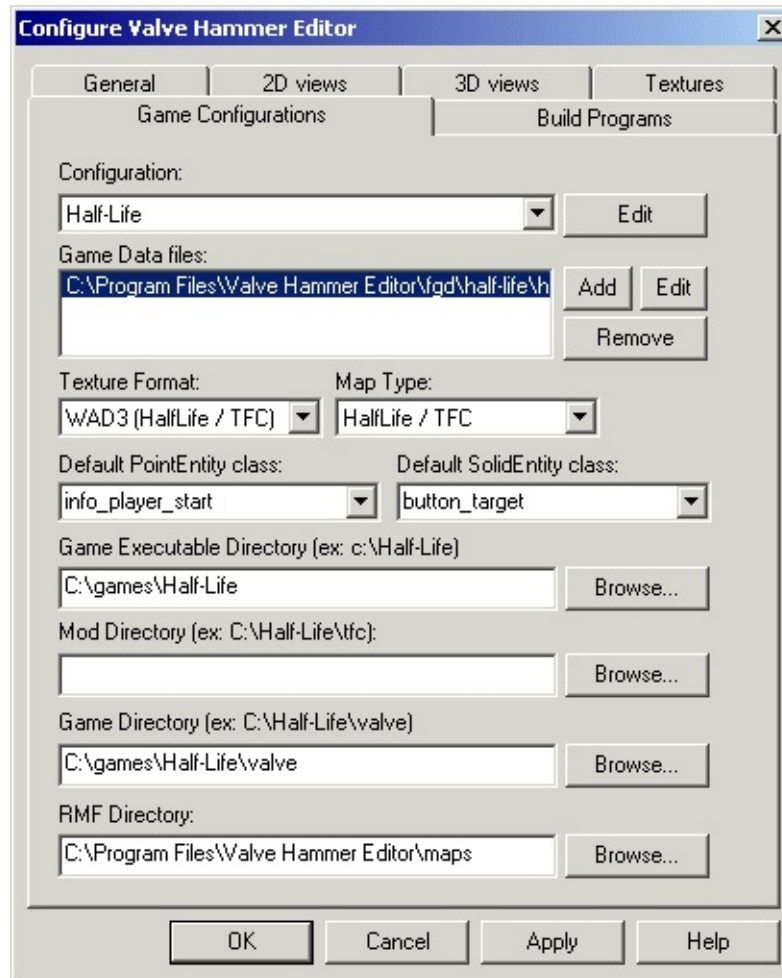 Configure Valve Hammer Editor
General 2D views 3D views Textures
Game Configurations Build Programs
Configuration:
Half-Life Edit
Game Data files:
C:\Program Files\Valve Hammer Editor\fgd\half-life\h Add Edit
Remove
Texture Format: Map Type:
WAD3 (HalfLife / TFC) HalfLife / TFC
Default PointEntity class: Default SolidEntity class:
info_player_start button_target
Game Executable Directory (ex: c:\Half-Life)
C:\games\Half-Life Browse...
Mod Directory (ex: C:\Half-Life\tfc):
Browse...
Game Directory (ex: C:\Half-Life\valve)
C:\games\Half-Life\valve Browse...
RMF Directory:
C:\Program Files\Valve Hammer Editor\maps Browse...
OK Cancel Apply Help